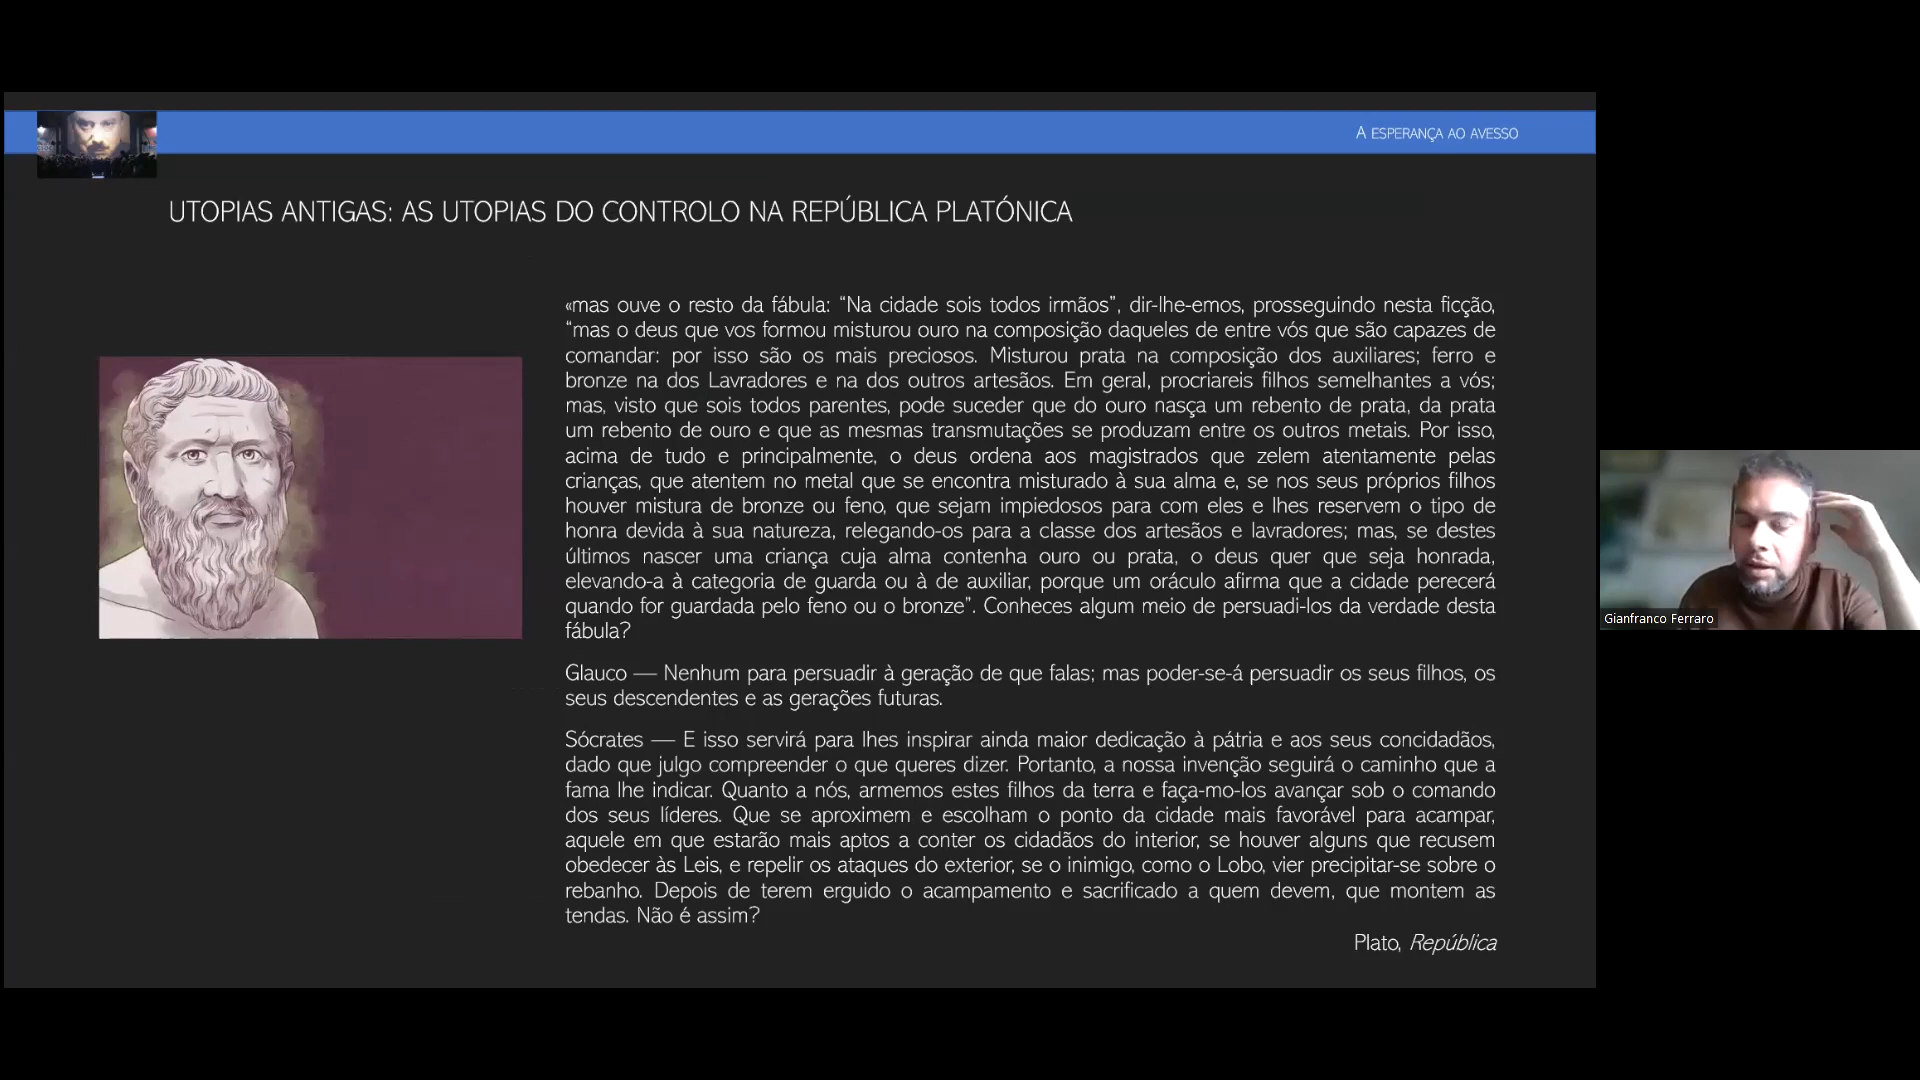 A ESPERANÇA AO AVESSO
UTOPIAS ANTIGAS: AS UTOPIAS DO CONTROLO NA REPÚBLICA PLATÓNICA
«mas ouve o resto da fábula: “Na cidade sois todos irmãos”, dir-lhe-emos, prosseguindo nesta ficção,
“mas o deus que vos formou misturou ouro na composição daqueles de entre vós que são capazes de
comandar: por isso são os mais preciosos. Misturou prata na composição dos auxiliares; ferro e
bronze na dos Lavradores e na dos outros artesãos. Em geral, procriareis filhos semelhantes a vós;
mas, visto que sois todos parentes, pode suceder que do ouro nasça um rebento de prata, da prata
um rebento de ouro e que as mesmas transmutações se produzam entre os outros metais. Por isso,
acima de tudo e principalmente, o deus ordena aos magistrados que zelem atentamente pelas
crianças, que atentem no metal que se encontra misturado à sua alma e, se nos seus próprios filhos
houver mistura de bronze ou feno, que sejam impiedosos para com eles e lhes reservem o tipo de
honra devida à sua natureza, relegando-os para a classe dos artesãos e lavradores; mas, se destes
últimos nascer uma criança cuja alma contenha ouro ou prata, o deus quer que seja honrada,
elevando-a à categoria de guarda ou à de auxiliar, porque um oráculo afirma que a cidade perecerá
quando for guardada pelo feno ou o bronze”. Conheces algum meio de persuadi-los da verdade desta
fábula?
Glauco — Nenhum para persuadir à geração de que falas; mas poder-se-á persuadir os seus filhos, os
seus descendentes e as gerações futuras.
Sócrates — E isso servirá para lhes inspirar ainda maior dedicação à pátria e aos seus concidadãos,
dado que julgo compreender o que queres dizer. Portanto, a nossa invenção seguirá o caminho que a
fama lhe indicar. Quanto a nós, armemos estes filhos da terra e faça-mo-los avançar sob o comando
dos seus líderes. Que se aproximem e escolham o ponto da cidade mais favorável para acampar,
aquele em que estarão mais aptos a conter os cidadãos do interior, se houver alguns que recusem
obedecer às Leis, e repelir os ataques do exterior, se o inimigo, como o Lobo, vier precipitar-se sobre o
rebanho. Depois de terem erguido o acampamento e sacrificado a quem devem, que montem as
tendas. Não é assim?
Plato, República
Gianfranco Ferraro